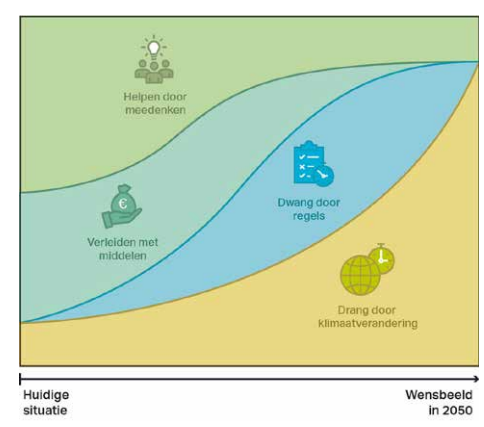 Helpen door
meedenken
€
Verleiden met
middelen
Dwang door
regels
Drang door
klimaatverandering
Huidige
situatie
Wensbeeld
in 2050